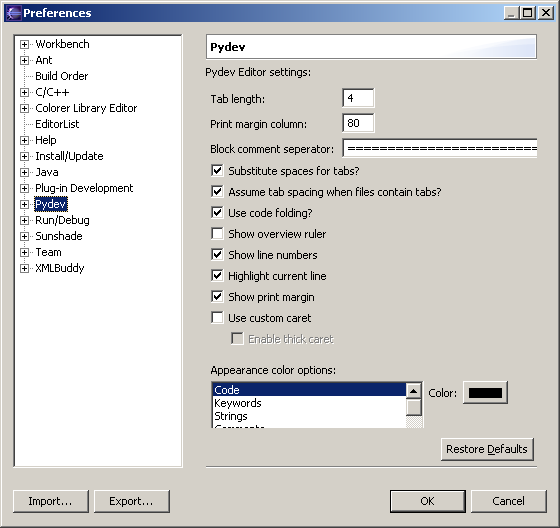 Preferences
Workbench
Ant
Build Order
C/C++
Colorer Library Editor
EditorList
Help
Install/Update
Java
Plug-in Development
Pydev
Run/Debug
Sunshade
Team
XMLBuddy
Pydev
Pydev Editor settings:
Tab length: 4
Print margin column: 80
Block comment seperator: ===========================
Substitute spaces for tabs?
Assume tab spacing when files contain tabs?
Use code folding?
Show overview ruler
Show line numbers
Highlight current line
Show print margin
Use custom caret
Enable thick caret
Appearance color options:
Code
Keywords
Strings
Comments
Color:
Restore Defaults
Import...
Export...
OK
Cancel